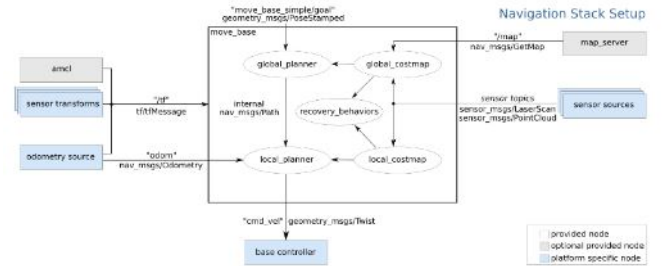 "move_base_simple/goal"
geometry_msgs/PoseStamped
Navigation Stack Setup
move_base
"/map"
nav_msgs/GetMap
map_server
global_planner
global_costmap
amcl
sensor transforms
"/tf"
tf/tfMessage
internal
nav_msgs/Path
recovery_behaviors
sensor topics
sensor_msgs/LaserScan
sensor_msgs/PointCloud
sensor sources
odometry source
"odom"
nav_msgs/Odometry
local_planner
local_costmap
"cmd_vel" geometry_msgs/Twist
base controller
provided node
optional provided node
platform specific node